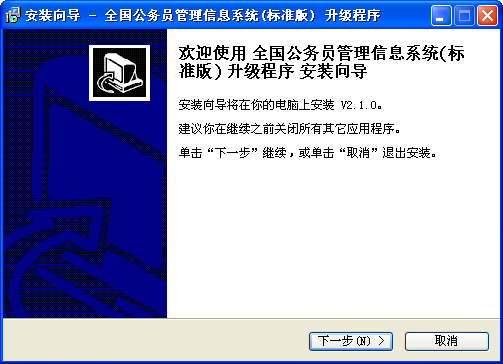 安装向导 - 全国公务员管理信息系统(标准版) 升级程序
欢迎使用 全国公务员管理信息系统(标
准版) 升级程序 安装向导
安装向导将在你的电脑上安装 V2.1.0。
建议你在继续之前关闭所有其它应用程序。
单击“下一步”继续，或单击“取消”退出安装。
下一步(N) >
取消